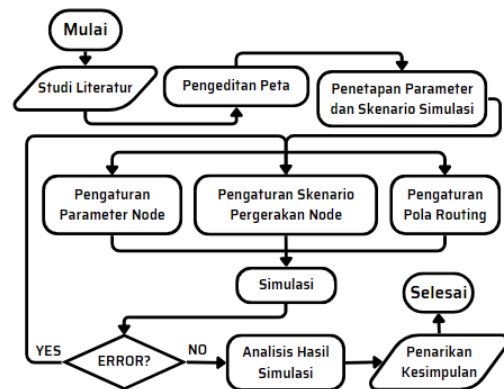 Mulai
Studi Literatur
Pengeditan Peta
Penetapan Parameter
dan Skenario Simulasi
Pengaturan
Parameter Node
Pengaturan Skenario
Pergerakan Node
Pengaturan
Pola Routing
Simulasi
Selesai
YES
ERROR?
NO
Analisis Hasil
Simulasi
Penarikan
Kesimpulan